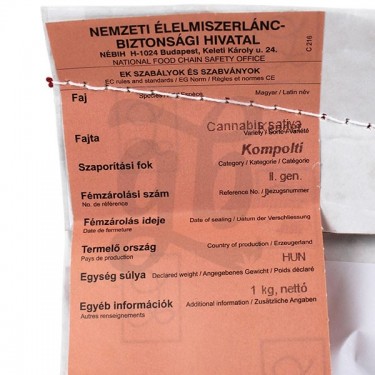 NEMZETI ÉLELMISZERLÁNC-
BIZTONSÁGI HIVATAL
NÉBIH H-1024 Budapest, Keleti Károly u. 24.
NATIONAL FOOD CHAIN SAFETY OFFICE
C 216
EK SZABÁLYOK ÉS SZABVÁNYOK
EC rules and standards / EG Norm / Règles et normes CE
Faj
Magyar / Latin név
Cannabis sativa
Fajta
Variety / Sorte / Variété
Kompolti
Szaporítási fok
Category / Kategorie / Catégorie
II. gen.
Fémzárolási szám
No. de référence
Reference No. /
Fémzárolás ideje
Date de fermeture
Date of sealing / Datum der Verschliessung
Termelő ország
Pays de production
Country of production / Erzeugerland
HUN
Egység súlya
Declared weight / Angegebenes Gewicht / Poids déclaré
1 kg, nettó
Egyéb információk
Autres renseignements
Additional information / Zusätzliche Angaben